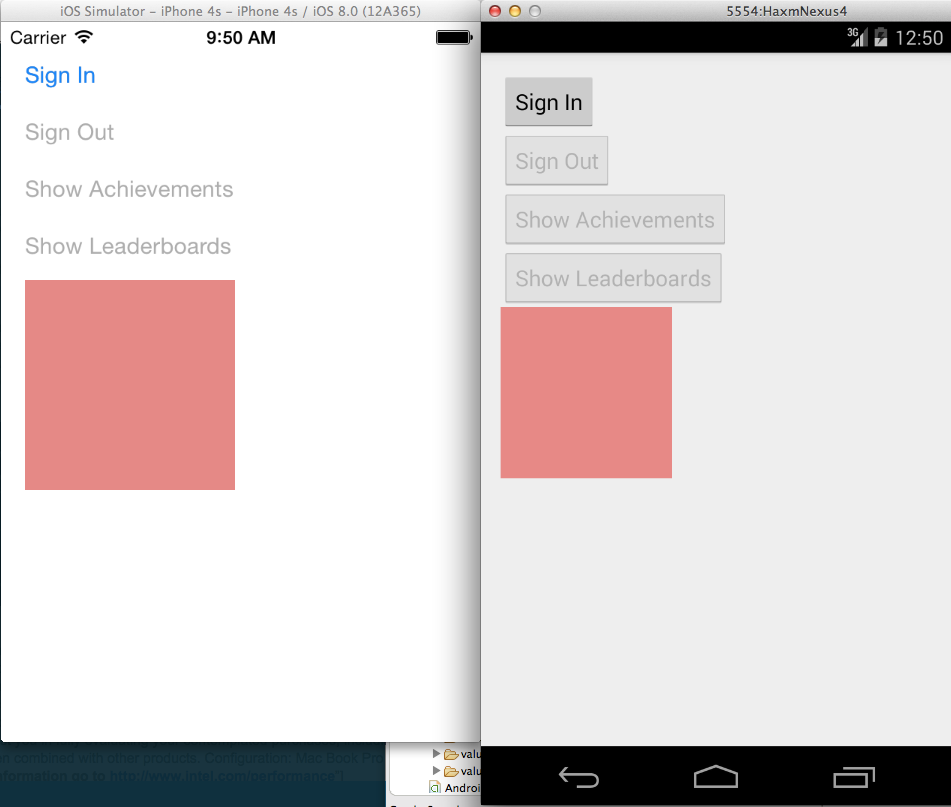 iOS Simulator – iPhone 4s – iPhone 4s / iOS 8.0 (12A365)
Carrier 9:50 AM
Sign In
Sign Out
Show Achievements
Show Leaderboards
5554:HaxmNexus4
3G 12:50
Sign In
Sign Out
Show Achievements
Show Leaderboards
n combined with other products. Configuration: Mac Book Pro
nformation go to http://www.intel.com/performance"]
valu
valu
Androi